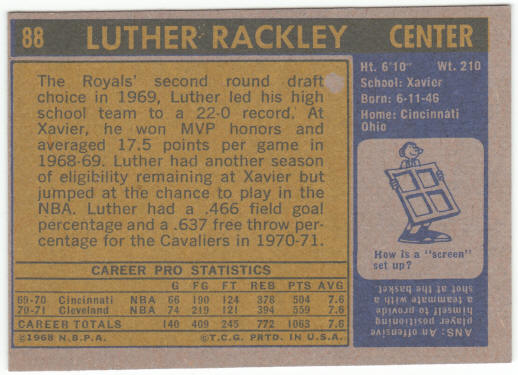 88 LUTHER RACKLEY CENTER
The Royals' second round draft
choice in 1969, Luther led his high
school team to a 22-0 record. At
Xavier, he won MVP honors and
averaged 17.5 points per game in
1968-69. Luther had another season
of eligibility remaining at Xavier but
jumped at the chance to play in the
NBA. Luther had a .466 field goal
percentage and a .637 free throw per-
centage for the Cavaliers in 1970-71.
Ht. 6'10" Wt. 210
School: Xavier
Born: 6-11-46
Home: Cincinnati
Ohio
How is a "screen"
set up?
ANS: An offensive
player positioning
himself to provide
a teammate with a
shot at the basket.
CAREER PRO STATISTICS
G FG FT REB PTS AVG
69-70 Cincinnati NBA 66 190 124 378 504 7.6
70-71 Cleveland NBA 74 219 121 394 559 7.6
CAREER TOTALS 140 409 245 772 1063 7.6
©1968 N.B.P.A. ©T.C.G. PRTD. IN U.S.A.